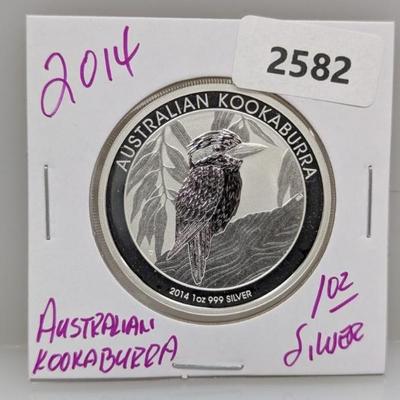 2014
2582
AUSTRALIAN KOOKABURRA
2014 1oz 999 SILVER
AUSTRALIAN
KOOKABURRA
1oz
SILVER